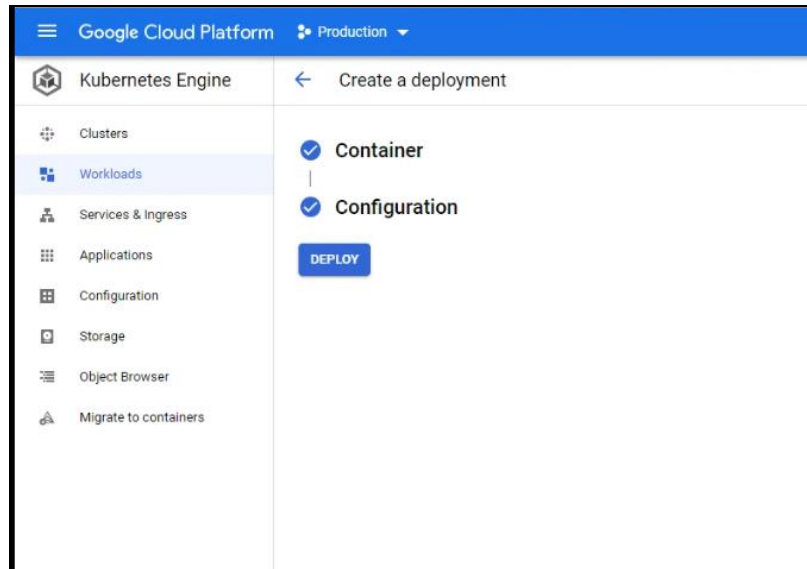 Google Cloud Platform
Production
Kubernetes Engine
Create a deployment
Clusters
Workloads
Services & Ingress
Applications
Configuration
Storage
Object Browser
Migrate to containers
Container
Configuration
DEPLOY